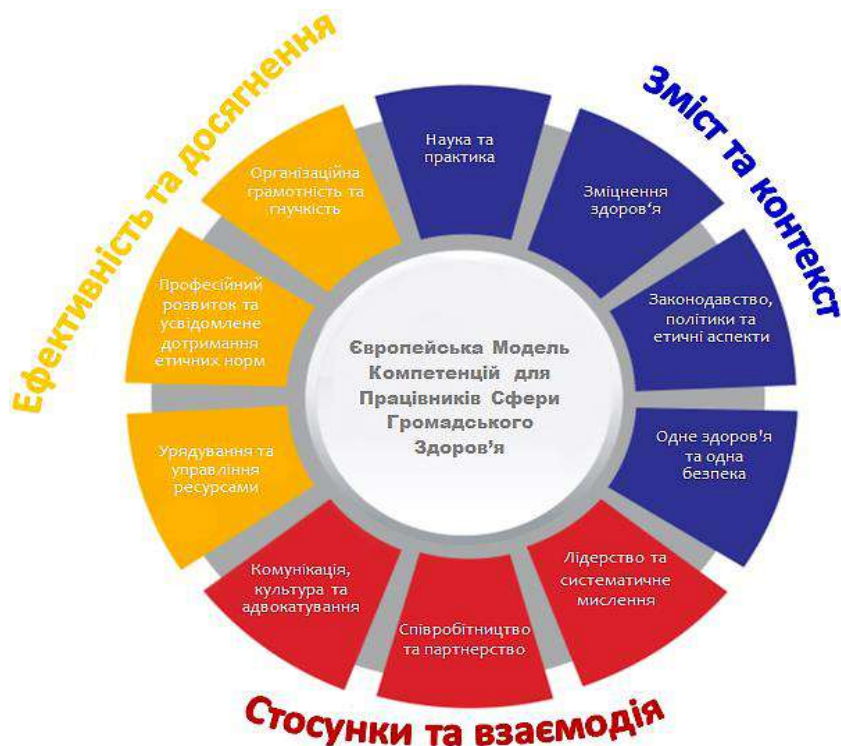 Ефективність та досягнення
Зміст та контекст
Наука та
практика
Зміцнення
здоров'я
Законодавство,
політики та
етичні аспекти
Одне здоров'я
та одна
безпека
Лідерство та
систематичне
мислення
Співробітництво
та партнерство
Комунікація,
культура та
адвокатування
Урядування та
управління
ресурсами
Професійний
розвиток та
усвідомлене
дотримання
етичних норм
Організаційна
грамотність та
гнучкість
Європейська Модель
Компетенцій для
Працівників Сфери
Громадського
Здоров’я
Стосунки та взаємодія